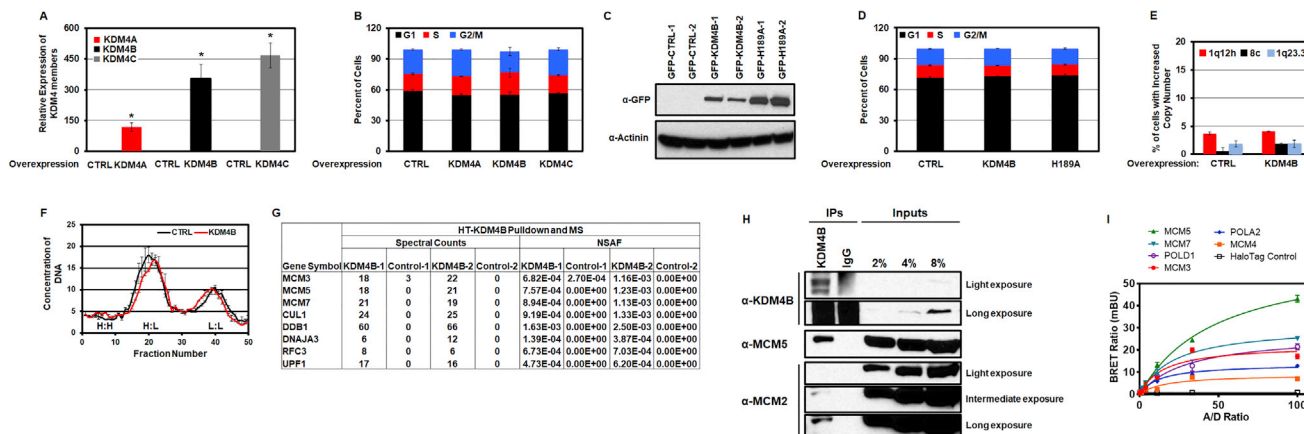 A
Relative Expression of
KDM4 members
600
450
300
150
0
KDM4A
KDM4B
KDM4C
*
*
*
Overexpression CTRL KDM4A CTRL KDM4B CTRL KDM4C
B
Percent of Cells
120
90
60
30
0
G1 S G2/M
Overexpression CTRL KDM4A KDM4B KDM4C
C
GFP-CTRL-1
GFP-CTRL-2
GFP-KDM4B-1
GFP-KDM4B-2
GFP-H189A-1
GFP-H189A-2
α-GFP
α-Actinin
D
Percent of Cells
120
90
60
30
0
G1 S G2/M
Overexpression CTRL KDM4B H189A
E
% of cells with Increased
Copy Number
20
15
10
5
0
1q12h 8c 1q23.3
Overexpression: CTRL KDM4B
F
Concentration of
DNA
25
20
15
10
5
0
CTRL KDM4B
H:H H:L L:L
0 10 20 30 40 50
Fraction Number
G
HT-KDM4B Pulldown and MS
Spectral Counts NSAF
Gene Symbol KDM4B-1 Control-1 KDM4B-2 Control-2 KDM4B-1 Control-1 KDM4B-2 Control-2
MCM3 18 3 22 0 6.82E-04 2.70E-04 1.16E-03 0.00E+00
MCM5 18 0 21 0 7.57E-04 0.00E+00 1.23E-03 0.00E+00
MCM7 21 0 19 0 8.94E-04 0.00E+00 1.13E-03 0.00E+00
CUL1 24 0 25 0 9.19E-04 0.00E+00 1.33E-03 0.00E+00
DDB1 60 0 66 0 1.63E-03 0.00E+00 2.50E-03 0.00E+00
DNAJA3 6 0 12 0 1.39E-04 0.00E+00 3.87E-04 0.00E+00
RFC3 8 0 6 0 6.73E-04 0.00E+00 7.03E-04 0.00E+00
UPF1 17 0 16 0 4.73E-04 0.00E+00 6.20E-04 0.00E+00
H
IPs Inputs
KDM4B
IgG
2% 4% 8%
α-KDM4B
Light exposure
Long exposure
α-MCM5
α-MCM2
Light exposure
Intermediate exposure
Long exposure
I
MCM5
MCM7
POLD1
MCM3
POLA2
MCM4
HaloTag Control
BRET Ratio (mBU)
50
40
30
20
10
0
0 50 100
A/D Ratio